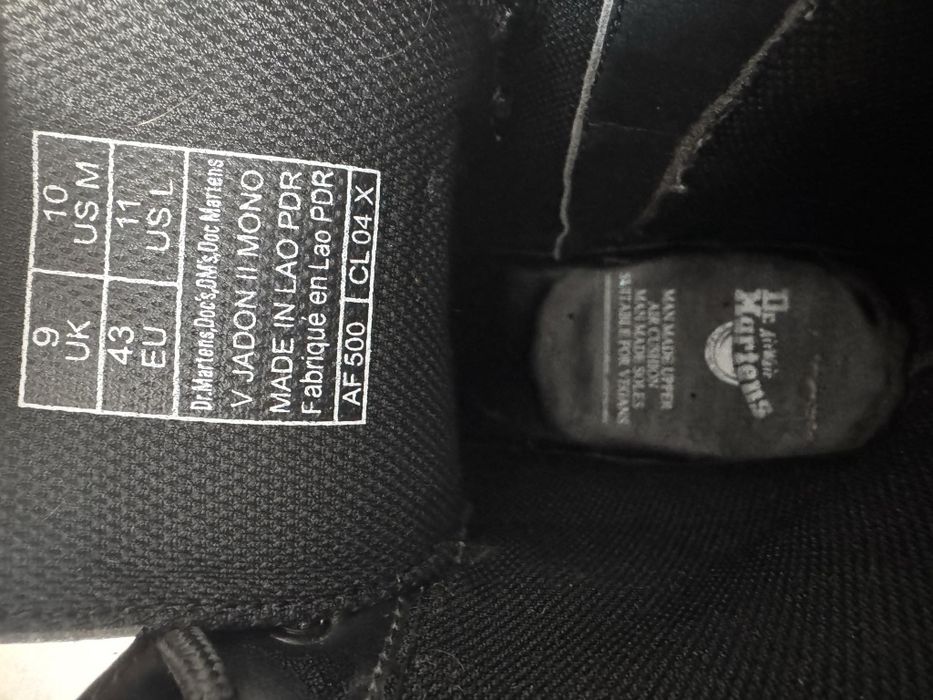 9
UK
10
US M
43
EU
11
US L
Dr.Martens,Doc's,DM's,Doc Martens
V JADON II MONO
MADE IN LAO PDR
Fabriqué en Lao PDR
AF 500
CL 04 X
Dr. Airwair
Martens
MAN MADE UPPER
AIR CUSHION
MAN MADE SOLES
SUITABLE FOR VEGANS